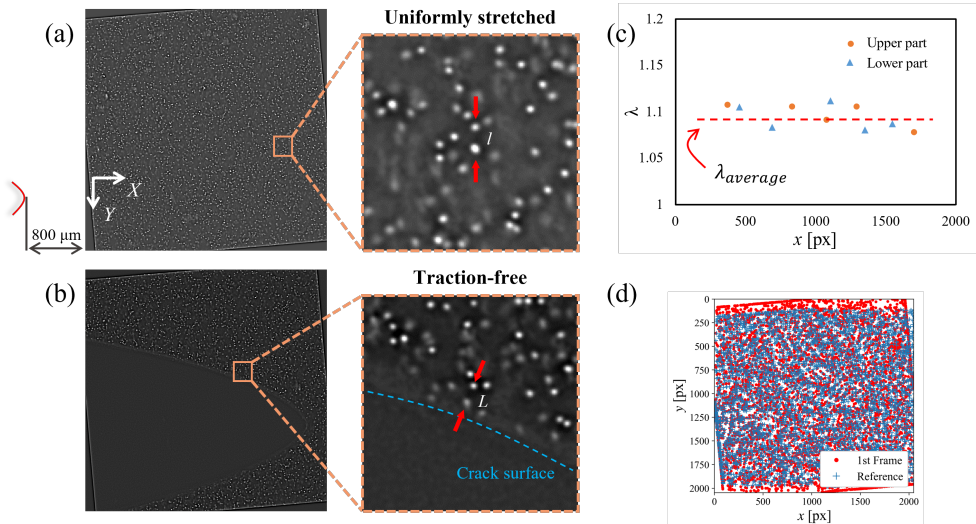 (a)
Uniformly stretched
l
X
Y
800 μm
(b)
Traction-free
L
Crack surface
(c)
1.2
1.15
1.1
1.05
1
λ
Upper part
Lower part
λaverage
0
500
1000
1500
2000
x [px]
(d)
0
250
500
750
1000
1250
1500
1750
2000
y [px]
1st Frame
Reference
0
500
1000
1500
2000
x [px]